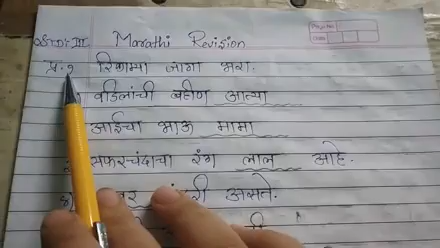 Std:- III Marathi Revision
Page No.
Date
प्र. १ रिकाम्या जागा भरा.
वडिलांची बहीण आत्या
आईचा भाऊ मामा
सफरचंदाचा रंग लाल आहे.
असते.